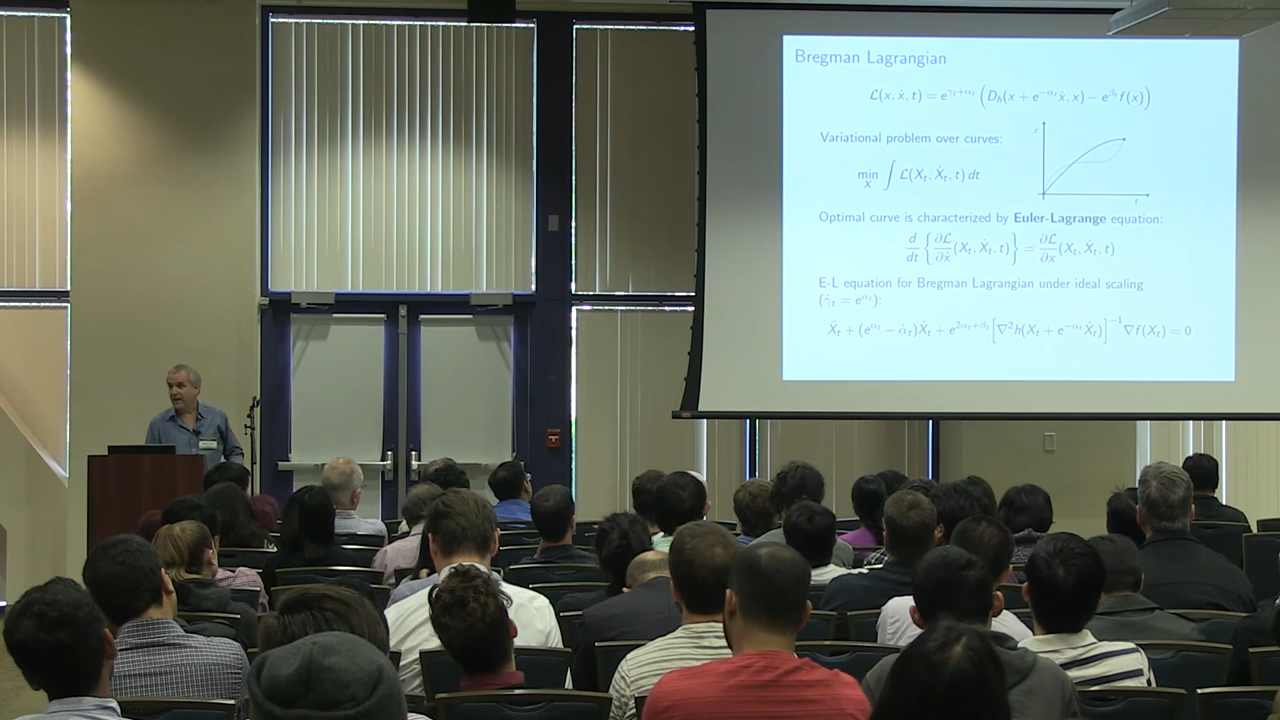 Bregman Lagrangian
ℒ(x, ẋ, t) = e^{γ_t+α_t} (D_h(x + e^{−α_t}ẋ, x) − e^{β_t}f(x))
Variational problem over curves:
min_X ∫ ℒ(X_t, Ẋ_t, t) dt
x
t
Optimal curve is characterized by Euler-Lagrange equation:
d/dt {∂ℒ/∂ẋ (X_t, Ẋ_t, t)} = ∂ℒ/∂x (X_t, Ẋ_t, t)
E-L equation for Bregman Lagrangian under ideal scaling
(γ̇_t = e^{α_t}):
Ẍ_t + (e^{α_t} − α̇_t)Ẋ_t + e^{2α_t+β_t} [∇²h(X_t + e^{−α_t}Ẋ_t)]^{−1} ∇f(X_t) = 0